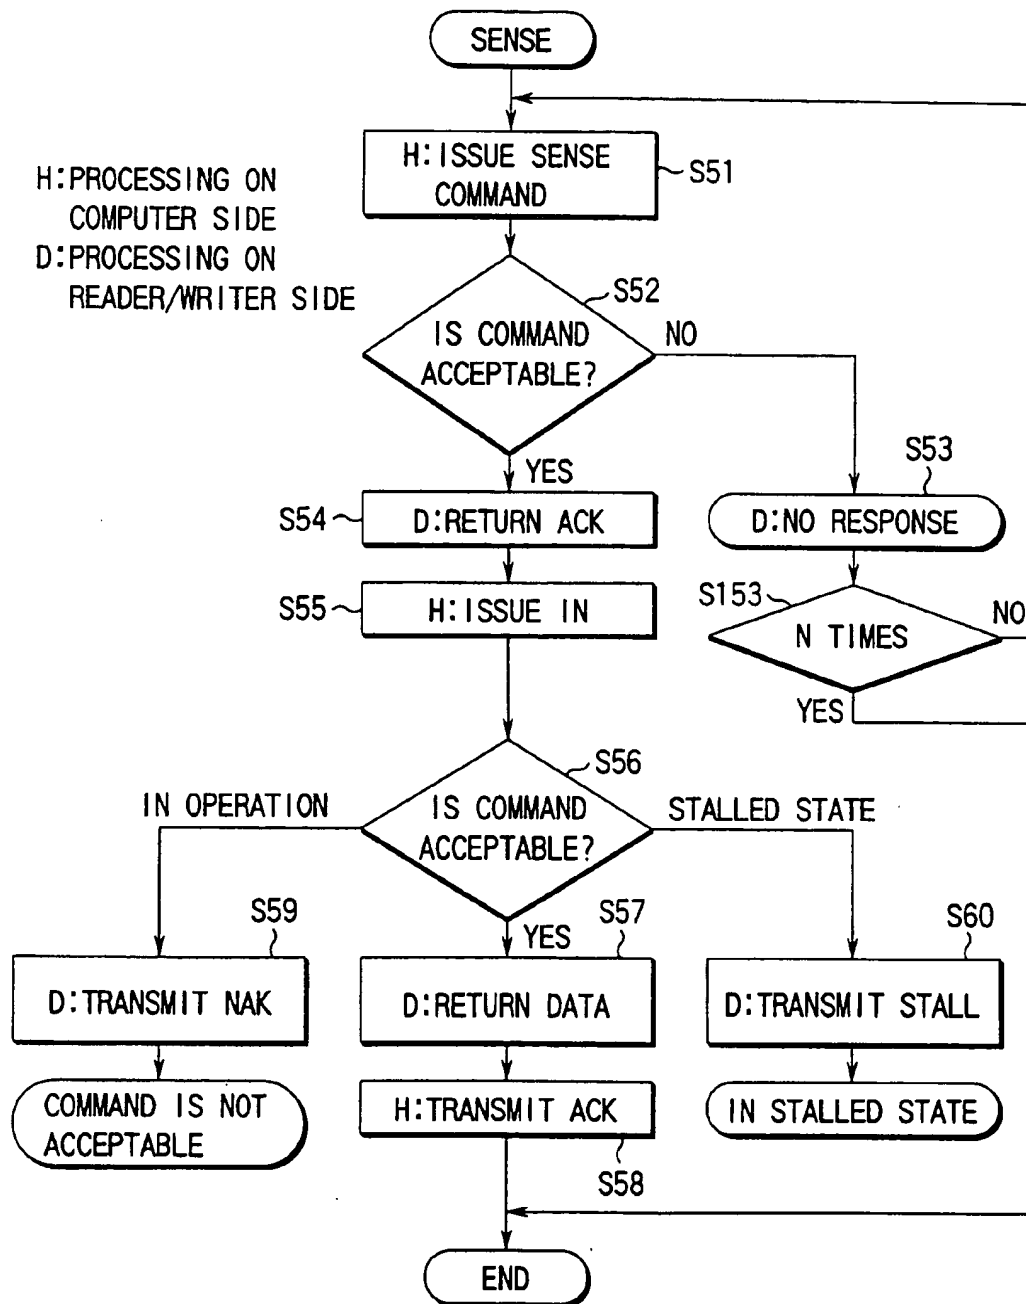 SENSE
H:ISSUE SENSE
COMMAND
S51
H:PROCESSING ON
COMPUTER SIDE
D:PROCESSING ON
READER/WRITER SIDE
S52
IS COMMAND
ACCEPTABLE?
NO
YES
S53
D:NO RESPONSE
S54
D:RETURN ACK
S55
H:ISSUE IN
S153
N TIMES
NO
YES
S56
IS COMMAND
ACCEPTABLE?
IN OPERATION
STALLED STATE
YES
S59
D:TRANSMIT NAK
S57
D:RETURN DATA
S60
D:TRANSMIT STALL
COMMAND IS NOT
ACCEPTABLE
H:TRANSMIT ACK
S58
IN STALLED STATE
END